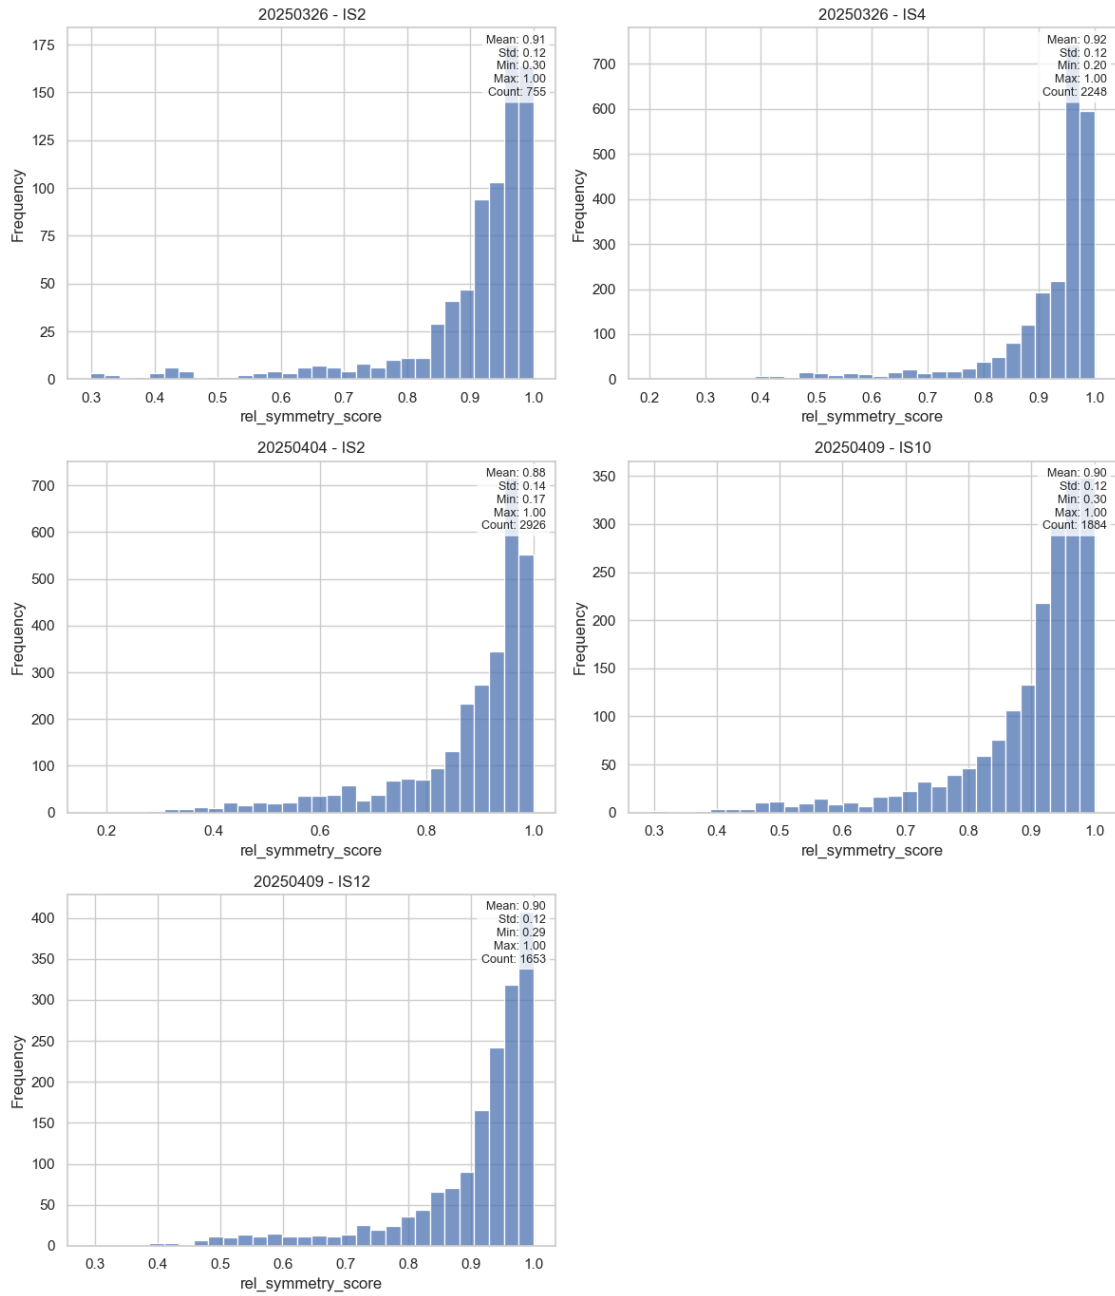 20250326 - IS2
Mean: 0.91
Std: 0.12
Min: 0.30
Max: 1.00
Count: 755
175
150
125
100
75
50
25
0
Frequency
0.3 0.4 0.5 0.6 0.7 0.8 0.9 1.0
rel_symmetry_score
20250326 - IS4
Mean: 0.92
Std: 0.12
Min: 0.20
Max: 1.00
Count: 2248
700
600
500
400
300
200
100
0
Frequency
0.2 0.3 0.4 0.5 0.6 0.7 0.8 0.9 1.0
rel_symmetry_score
20250404 - IS2
Mean: 0.88
Std: 0.14
Min: 0.17
Max: 1.00
Count: 2926
700
600
500
400
300
200
100
0
Frequency
0.2 0.4 0.6 0.8 1.0
rel_symmetry_score
20250409 - IS10
Mean: 0.90
Std: 0.12
Min: 0.30
Max: 1.00
Count: 1884
350
300
250
200
150
100
50
0
Frequency
0.3 0.4 0.5 0.6 0.7 0.8 0.9 1.0
rel_symmetry_score
20250409 - IS12
Mean: 0.90
Std: 0.12
Min: 0.29
Max: 1.00
Count: 1653
400
350
300
250
200
150
100
50
0
Frequency
0.3 0.4 0.5 0.6 0.7 0.8 0.9 1.0
rel_symmetry_score